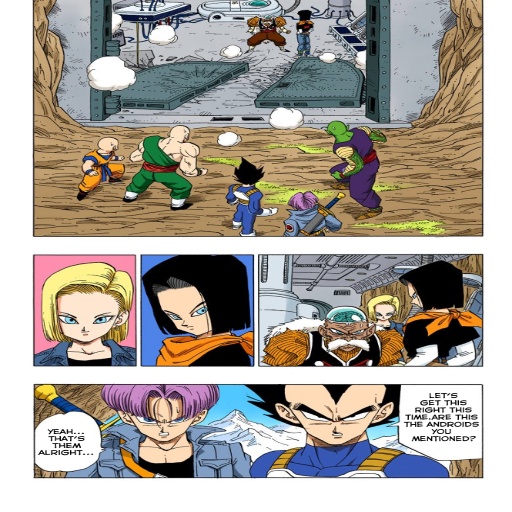 LET'S
GET THIS
RIGHT THIS
TIME.ARE THIS
THE ANDROIDS
YOU
MENTIONED?
YEAH...
THAT'S
THEM
ALRIGHT...